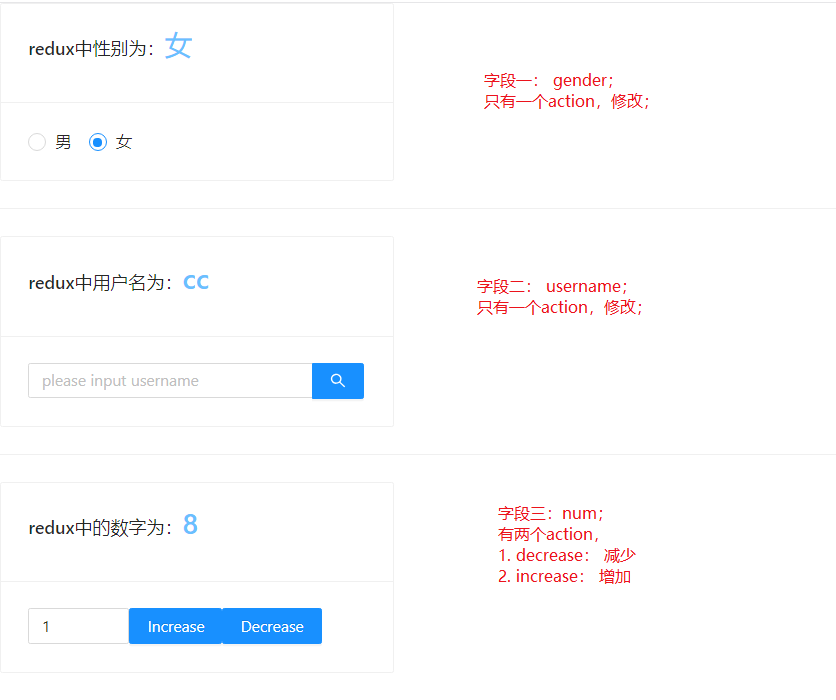 redux中性别为：女
字段一： gender；
只有一个action，修改；
男 女
redux中用户名为：CC
字段二： username；
只有一个action，修改；
please input username
redux中的数字为：8
字段三：num；
有两个action，
1. decrease： 减少
2. increase： 增加
1 Increase Decrease